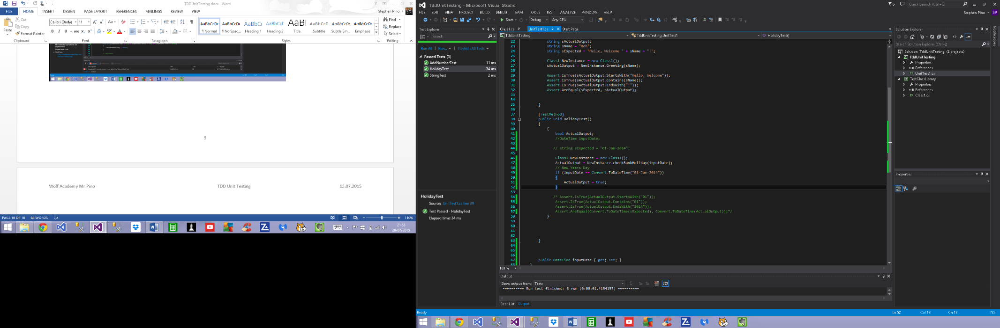 TDDUnitTesting.docx - Word
FILE HOME INSERT DESIGN PAGE LAYOUT REFERENCES MAILINGS REVIEW VIEW
Stephen Pino
Paste
Cut
Copy
Format Painter
Clipboard
Calibri (Body) 11
Font
Paragraph
AaBbCcDc AaBbCcDc AaBbCc AaBbCcE AaB AaBbCcC AaBbCcDc AaBbCcDc
¶ Normal ¶ No Spac... Heading 1 Heading 2 Title Subtitle Subtle Em... Emphasis
Styles
Find
Replace
Select
Editing
9
Wolf Academy Mr Pino TDD Unit Testing 13.07.2015
PAGE 10 OF 10 68 WORDS 110%
21:53
20/07/2015
TddUnitTesting - Microsoft Visual Studio
6 Quick Launch (Ctrl+Q)
FILE EDIT VIEW PROJECT BUILD DEBUG TEAM TOOLS TEST ANALYZE WINDOW HELP
Stephen Pino SP
Start Debug Any CPU
Test Explorer
Search
Run All Run... Playlist : All Tests
Passed Tests (3)
AddNumberTest 11 ms
HolidayTest 34 ms
StringTest 2 ms
HolidayTest
Source: UnitTest1.cs line 39
Test Passed - HolidayTest
Elapsed time: 34 ms
Class1.cs UnitTest1.cs Start Page
TddUnitTesting TddUnitTesting.UnitTest1 HolidayTest()
22 string sActualOutput;
23 string sName = "Bob";
24 string sExpected = "Hello, Welcome " + sName + "!";
25
26 Class1 NewInstance = new Class1();
27 sActualOutput = NewInstance.Greeting(sName);
28
29 Assert.IsTrue(sActualOutput.StartsWith("Hello, Welcome"));
30 Assert.IsTrue(sActualOutput.Contains(sName));
31 Assert.IsTrue(sActualOutput.EndsWith("!"));
32 Assert.AreEqual(sExpected, sActualOutput);
33
34
35 }
36
37 [TestMethod]
38 public void HolidayTest()
39 {
40 {
41 bool ActualOutput;
42 //DateTime inputDate;
43
44 // string sExpected = "01-Jan-2014";
45
46 Class1 NewInstance = new Class1();
47 ActualOutput = NewInstance.checkBankHoliday(inputDate);
48 // New Years Day
49 if (inputDate == Convert.ToDateTime("01-Jan-2014"))
50 {
51 ActualOutput = true;
52 }
53
54 /* Assert.IsTrue(ActualOutput.StartsWith("01"));
55 Assert.IsTrue(ActualOutput.Contains("01"));
56 Assert.IsTrue(ActualOutput.EndsWith("2014"));
57 Assert.AreEqual(Convert.ToDateTime(sExpected), Convert.ToDateTime(ActualOutput));*/
58 }
59
60
61
62
63 }
64
65
66
67 public DateTime inputDate { get; set; }
68 }
100 %
Output
Show output from: Tests
========== Run test finished: 3 run (0:00:01.4154157) ==========
Error List Output
Solution Explorer
Search Solution Explorer (Ctrl+;)
Solution 'TddUnitTesting' (2 projects)
TddUnitTesting
Properties
References
UnitTest1.cs
TestClassLibrary
Properties
References
Class1.cs
Properties
Notifications
Ready Ln 52 Col 18 Ch 18 INS